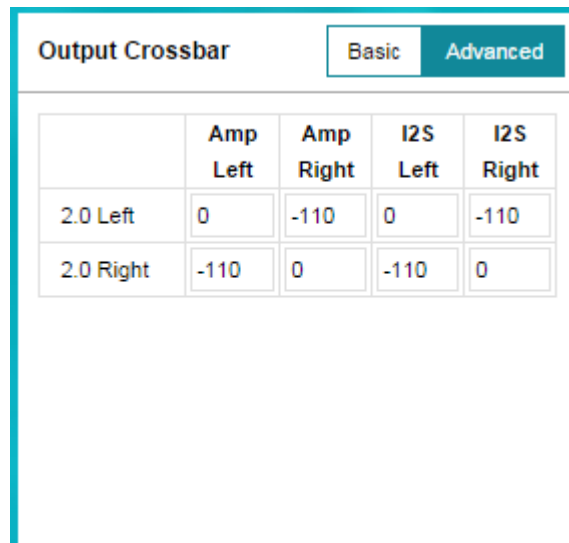 Output Crossbar Basic Advanced
Amp Amp I2S I2S
Left Right Left Right
2.0 Left 0 -110 0 -110
2.0 Right -110 0 -110 0